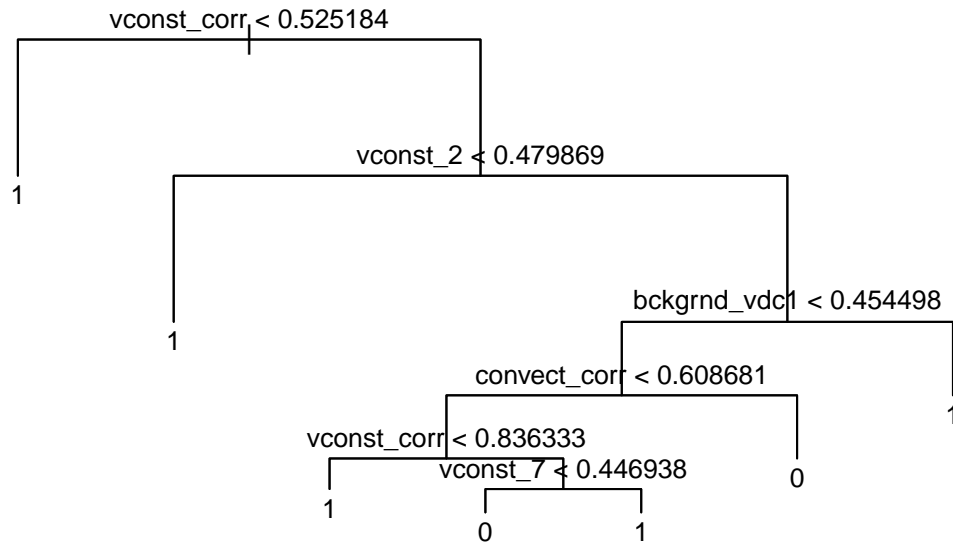 vconst_corr < 0.525184
vconst_2 < 0.479869
1
bckgrnd_vdc1 < 0.454498
1
convect_corr < 0.608681
1
vconst_corr < 0.836333
vconst_7 < 0.446938
0
1
0
1